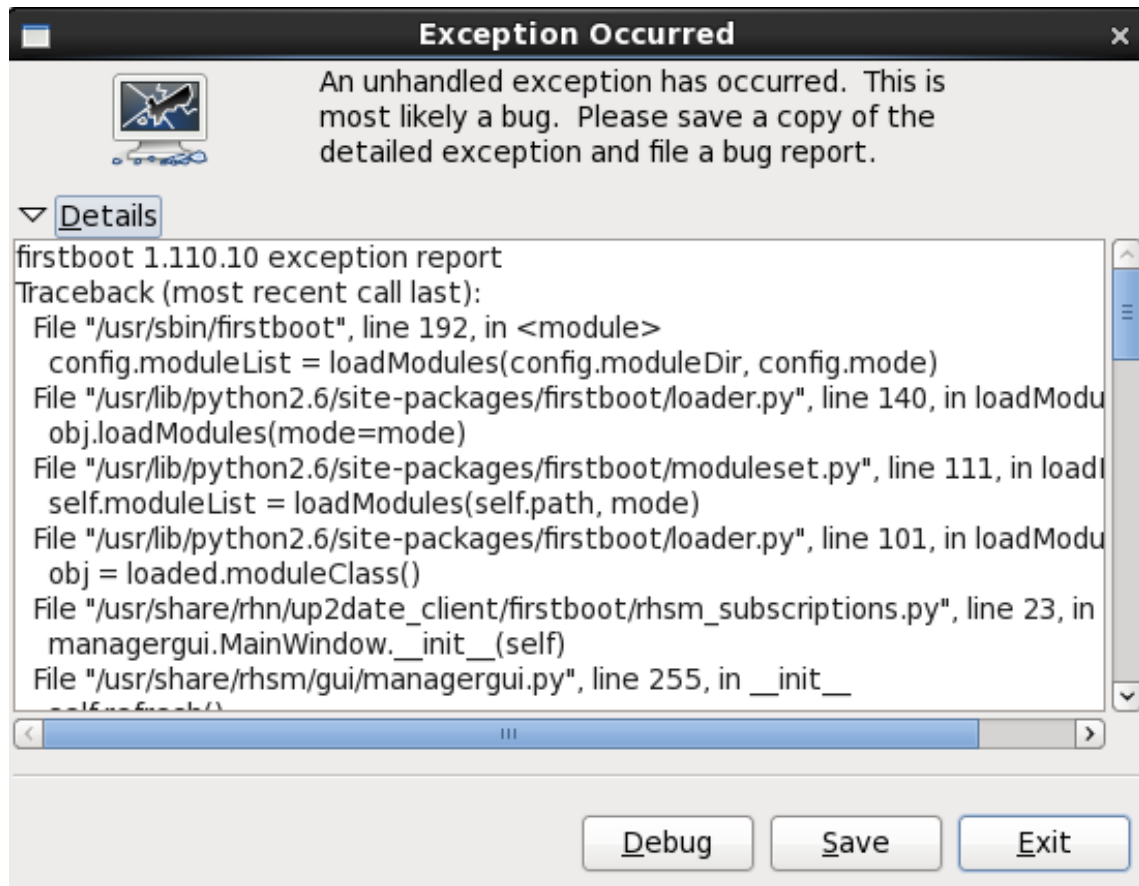 Exception Occurred
An unhandled exception has occurred. This is
most likely a bug. Please save a copy of the
detailed exception and file a bug report.
Details
firstboot 1.110.10 exception report
Traceback (most recent call last):
File "/usr/sbin/firstboot", line 192, in <module>
config.moduleList = loadModules(config.moduleDir, config.mode)
File "/usr/lib/python2.6/site-packages/firstboot/loader.py", line 140, in loadModu
obj.loadModules(mode=mode)
File "/usr/lib/python2.6/site-packages/firstboot/moduleset.py", line 111, in load
self.moduleList = loadModules(self.path, mode)
File "/usr/lib/python2.6/site-packages/firstboot/loader.py", line 101, in loadModu
obj = loaded.moduleClass()
File "/usr/share/rhn/up2date_client/firstboot/rhsm_subscriptions.py", line 23, in
managergui.MainWindow.__init__(self)
File "/usr/share/rhsm/gui/managergui.py", line 255, in __init__
self.refresh()
Debug
Save
Exit